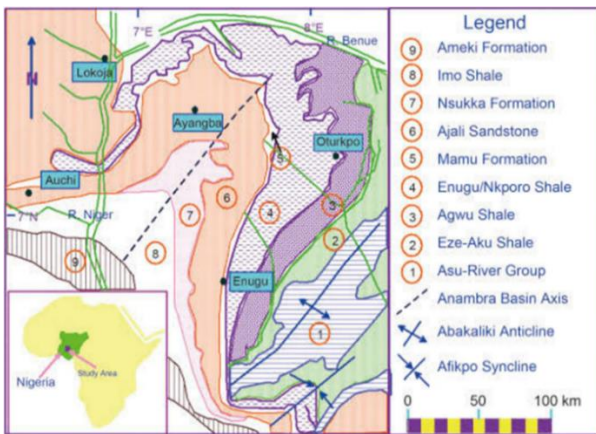 7°E
8°E
R. Benue
Lokoja
N
Ayangba
Oturkpo
5
Auchi
7°N
R. Niger
7
6
4
3
2
9
8
Enugu
1
Nigeria
Study Area
Legend
9 Ameki Formation
8 Imo Shale
7 Nsukka Formation
6 Ajali Sandstone
5 Mamu Formation
4 Enugu/Nkporo Shale
3 Agwu Shale
2 Eze-Aku Shale
1 Asu-River Group
Anambra Basin Axis
Abakaliki Anticline
Afikpo Syncline
0 50 100 km